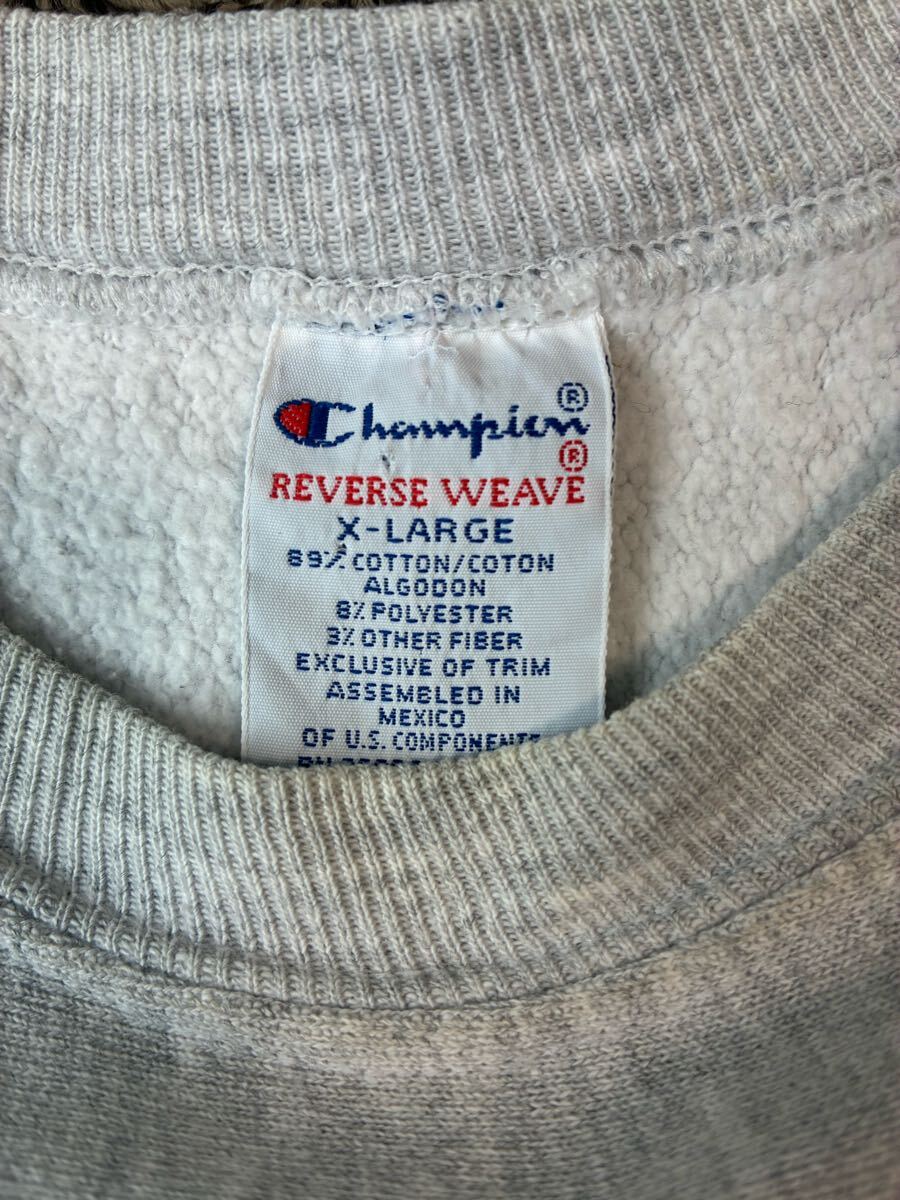 Champion®
REVERSE WEAVE®
X-LARGE
89% COTTON/COTON
ALGODON
8% POLYESTER
3% OTHER FIBER
EXCLUSIVE OF TRIM
ASSEMBLED IN
MEXICO
OF U.S. COMPONENTS